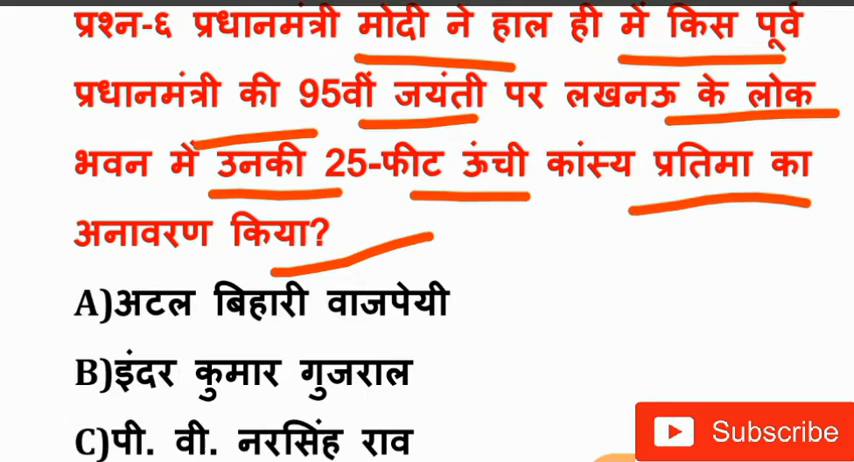 प्रश्न-६ प्रधानमंत्री मोदी ने हाल ही में किस पूर्व
प्रधानमंत्री की 95वीं जयंती पर लखनऊ के लोक
भवन में उनकी 25-फीट ऊंची कांस्य प्रतिमा का
अनावरण किया?
A)अटल बिहारी वाजपेयी
B)इंदर कुमार गुजराल
C)पी. वी. नरसिंह राव
Subscribe